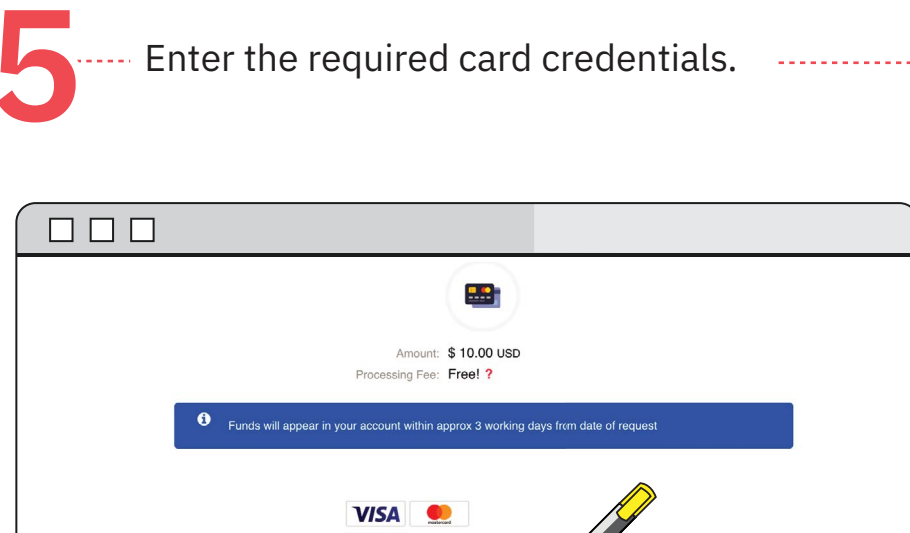 5
Enter the required card credentials.
Amount: $ 10.00 USD
Processing Fee: Free! ?
Funds will appear in your account within approx 3 working days from date of request
VISA mastercard